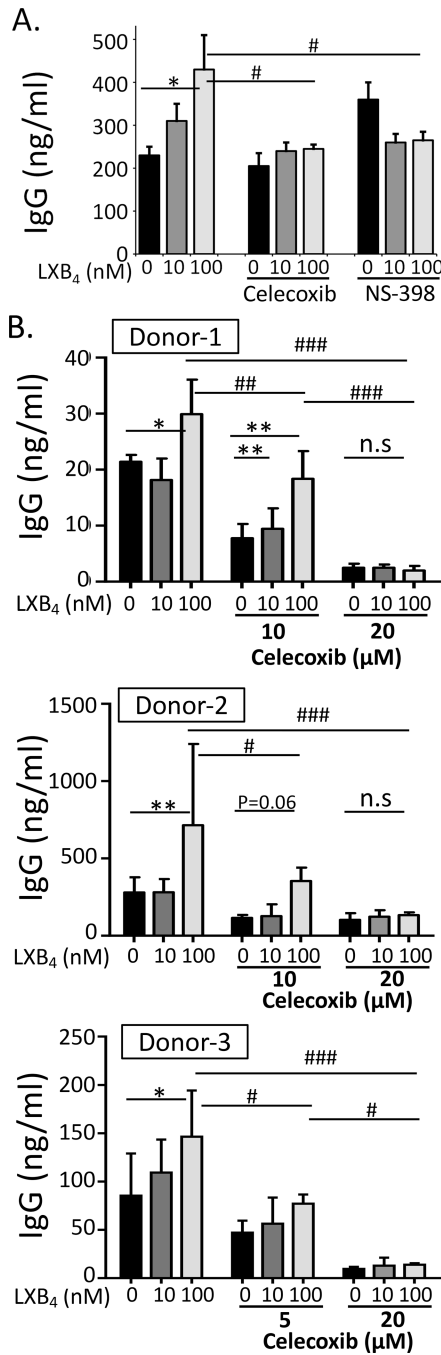 A.
IgG (ng/ml)
500
400
300
200
100
0
*
#
#
LXB₄ (nM)
0 10 100 0 10 100 0 10 100
Celecoxib NS-398
B.
Donor-1
IgG (ng/ml)
40
30
20
10
0
*
##
###
###
**
**
n.s
LXB₄ (nM)
0 10 100 0 10 100 0 10 100
10 20
Celecoxib (μM)
Donor-2
IgG (ng/ml)
1500
1000
500
0
**
#
###
P=0.06
n.s
LXB₄ (nM)
0 10 100 0 10 100 0 10 100
10 20
Celecoxib (μM)
Donor-3
IgG (ng/ml)
250
200
150
100
50
0
*
#
###
#
LXB₄ (nM)
0 10 100 0 10 100 0 10 100
5 20
Celecoxib (μM)